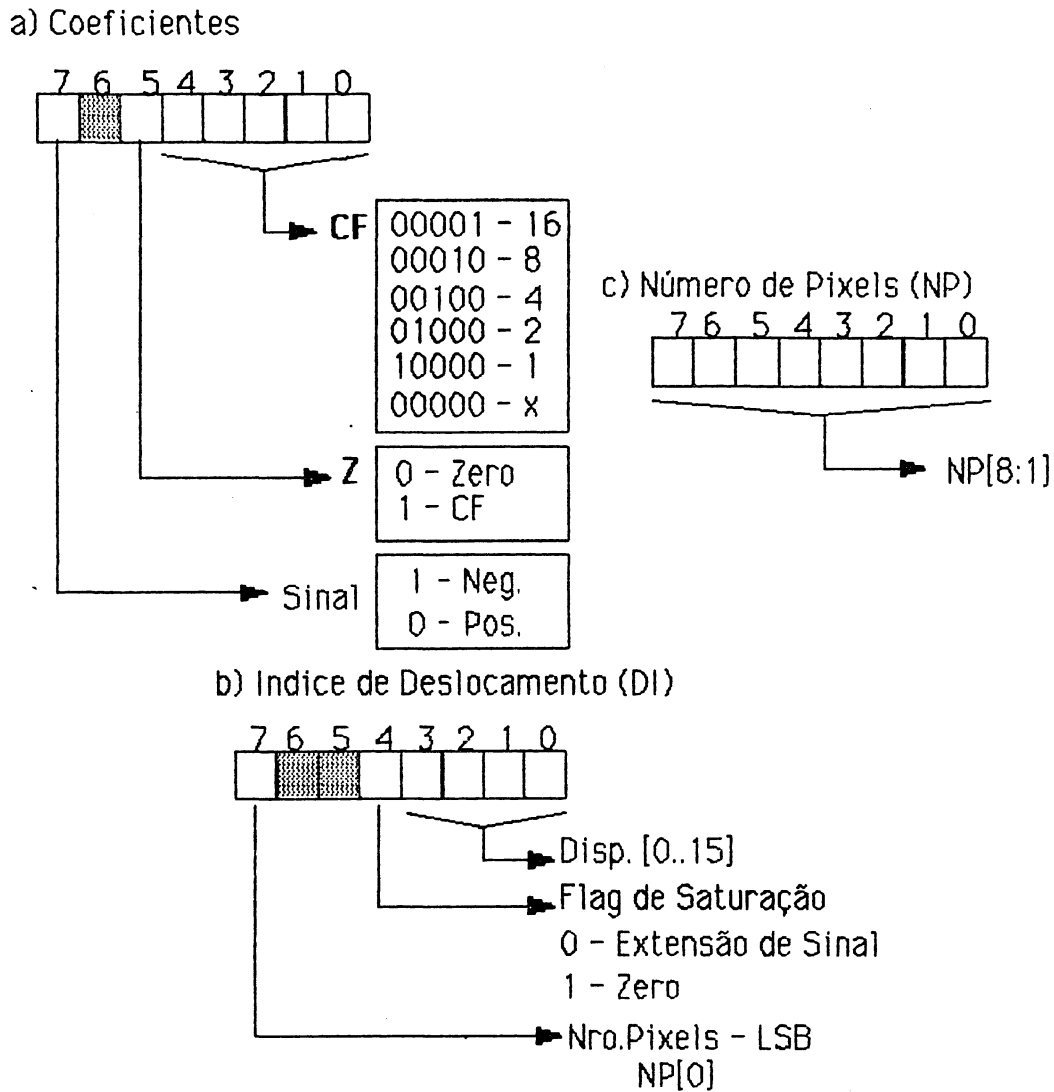 a) Coeficientes
7 6 5 4 3 2 1 0
CF
00001 - 16
00010 - 8
00100 - 4
01000 - 2
10000 - 1
00000 - x
Z
0 - Zero
1 - CF
Sinal
1 - Neg.
0 - Pos.
c) Número de Pixels (NP)
7 6 5 4 3 2 1 0
NP[8:1]
b) Indice de Deslocamento (DI)
7 6 5 4 3 2 1 0
Disp. [0..15]
Flag de Saturação
0 - Extensão de Sinal
1 - Zero
Nro.Pixels - LSB
NP[0]